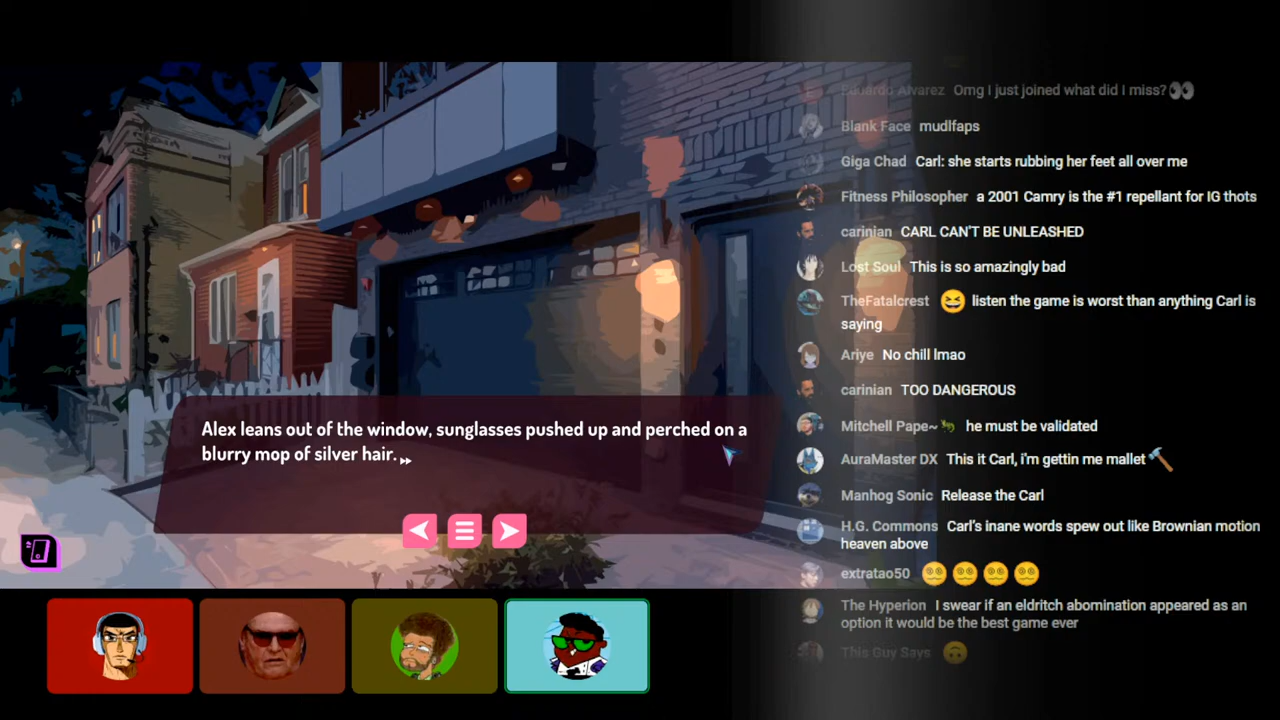 Alex leans out of the window, sunglasses pushed up and perched on a
blurry mop of silver hair.
Eduardo Alvarez Omg I just joined what did I miss?👀
Blank Face mudlfaps
Giga Chad Carl: she starts rubbing her feet all over me
Fitness Philosopher a 2001 Camry is the #1 repellant for IG thots
carinian CARL CAN'T BE UNLEASHED
Lost Soul This is so amazingly bad
TheFatalcrest 😆 listen the game is worst than anything Carl is
saying
Ariye No chill lmao
carinian TOO DANGEROUS
Mitchell Pape~🦖 he must be validated
AuraMaster DX This it Carl, i'm gettin me mallet🔨
Manhog Sonic Release the Carl
H.G. Commons Carl's inane words spew out like Brownian motion
heaven above
extratao50 😵‍💫😵‍💫😵‍💫😵‍💫
The Hyperion I swear if an eldritch abomination appeared as an
option it would be the best game ever
This Guy Says 🙃